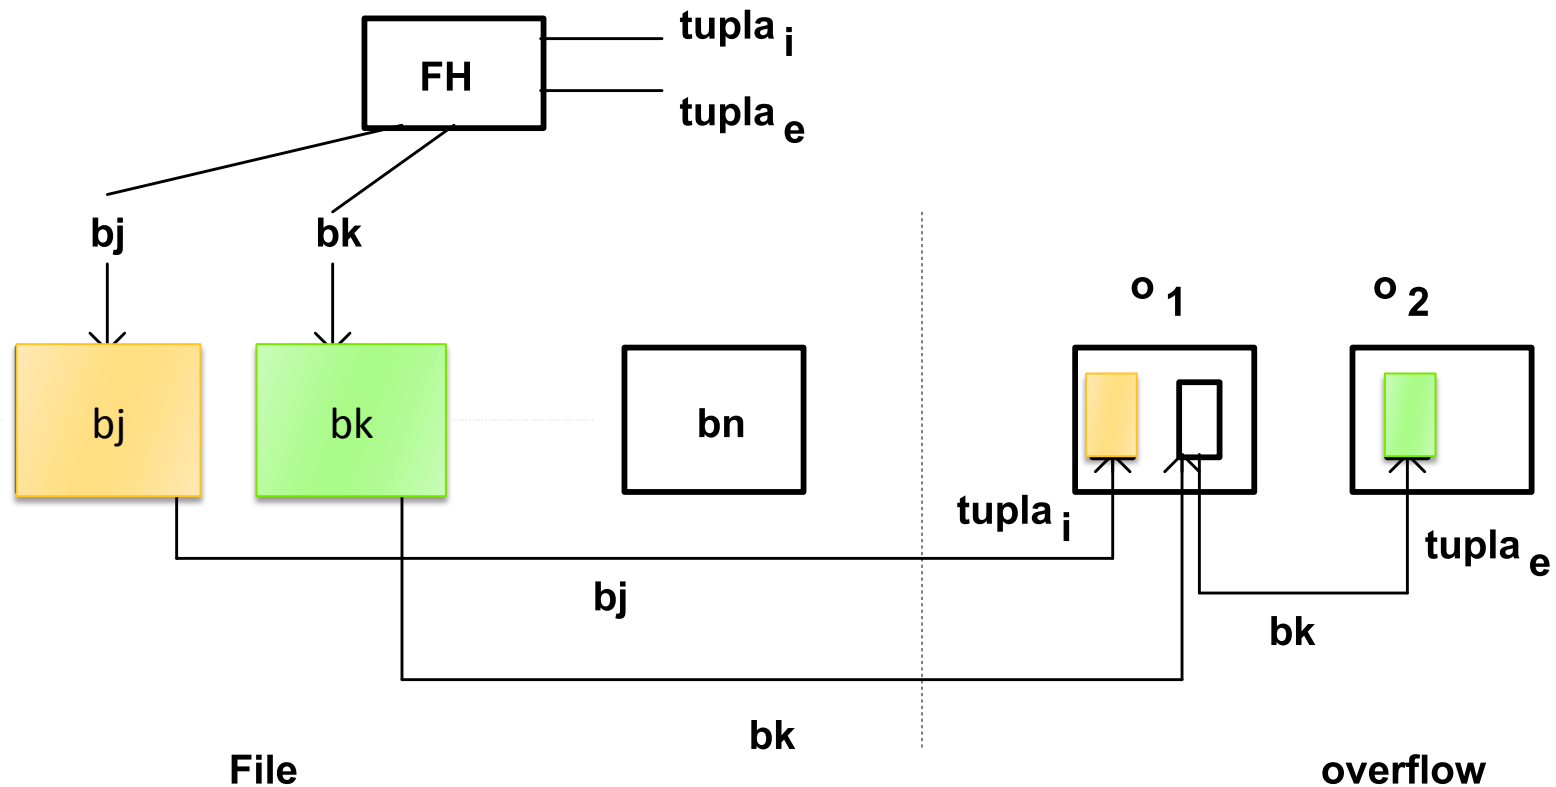 tupla i
FH
tupla e
bj bk
o 1 o 2
bj bk bn
tupla i
tupla e
bj
bk
bk
File overflow